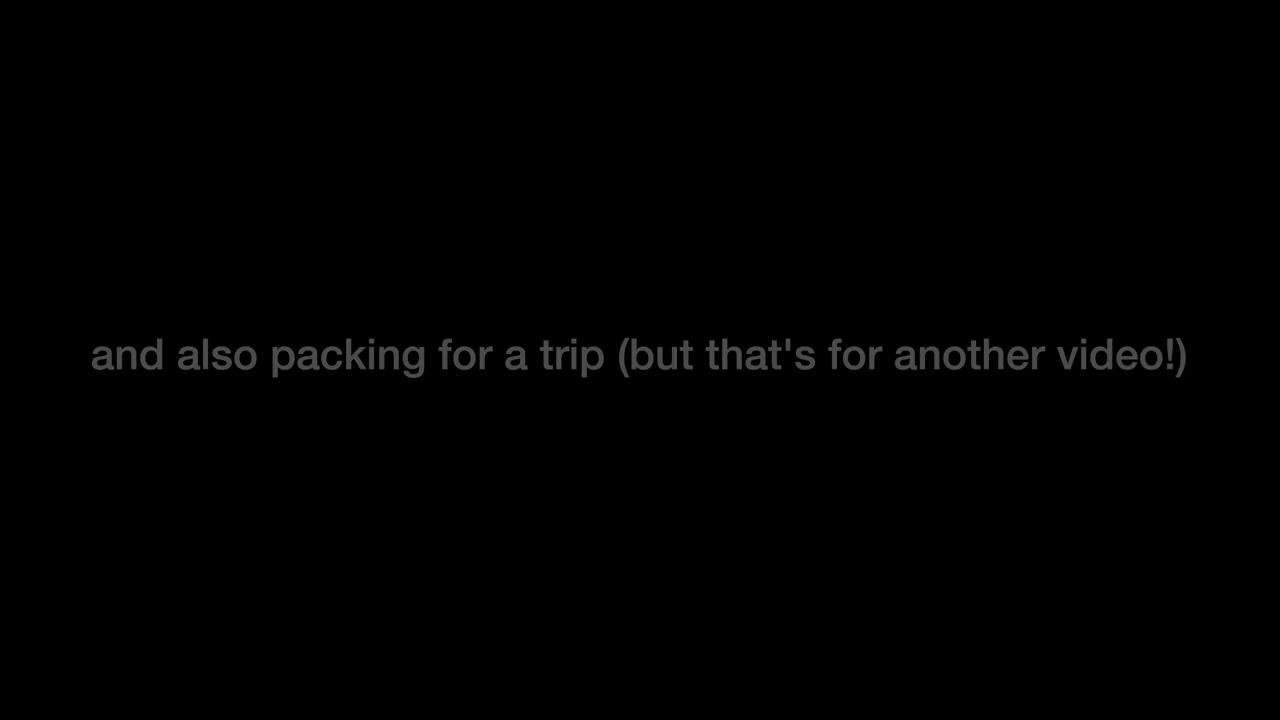 and also packing for a trip (but that's for another video!)